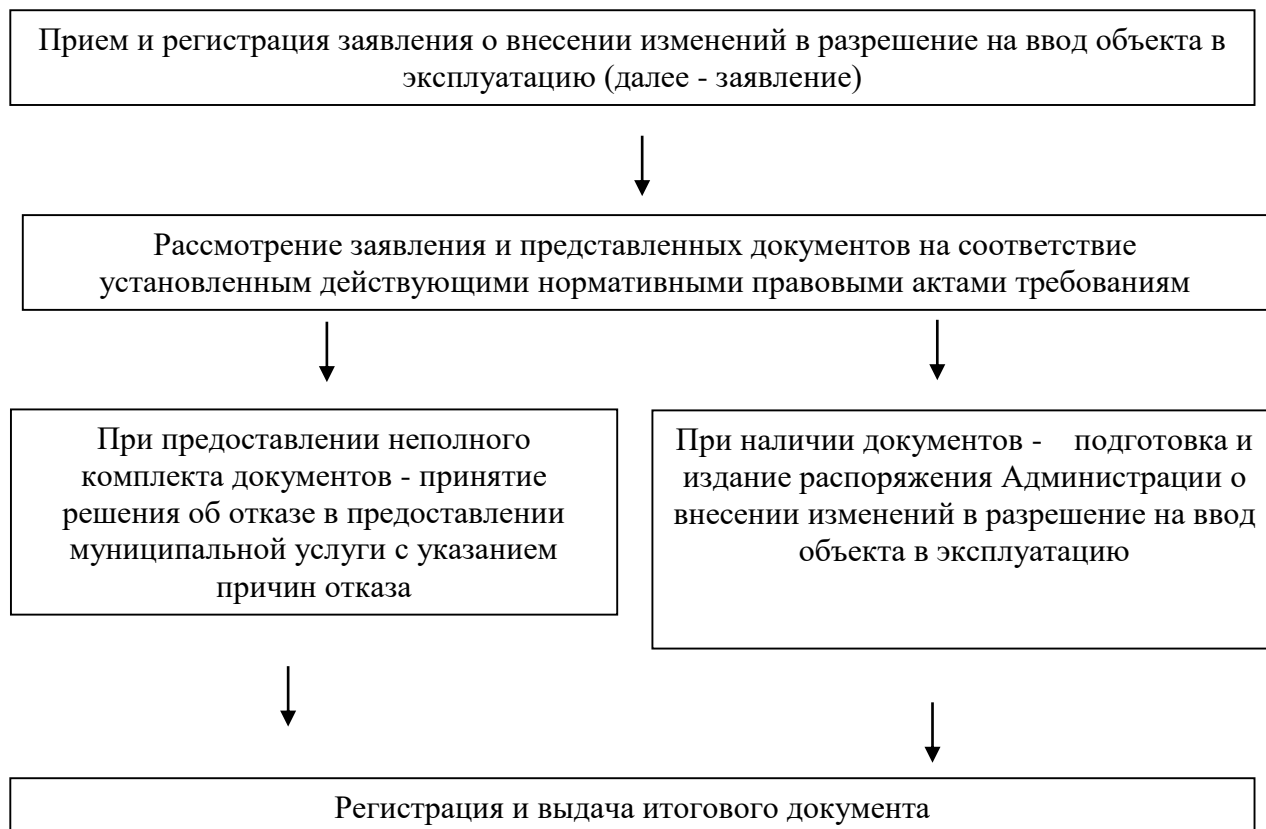 Прием и регистрация заявления о внесении изменений в разрешение на ввод объекта в
эксплуатацию (далее - заявление)
Рассмотрение заявления и представленных документов на соответствие
установленным действующими нормативными правовыми актами требованиям
При предоставлении неполного
комплекта документов - принятие
решения об отказе в предоставлении
муниципальной услуги с указанием
причин отказа
При наличии документов - подготовка и
издание распоряжения Администрации о
внесении изменений в разрешение на ввод
объекта в эксплуатацию
Регистрация и выдача итогового документа